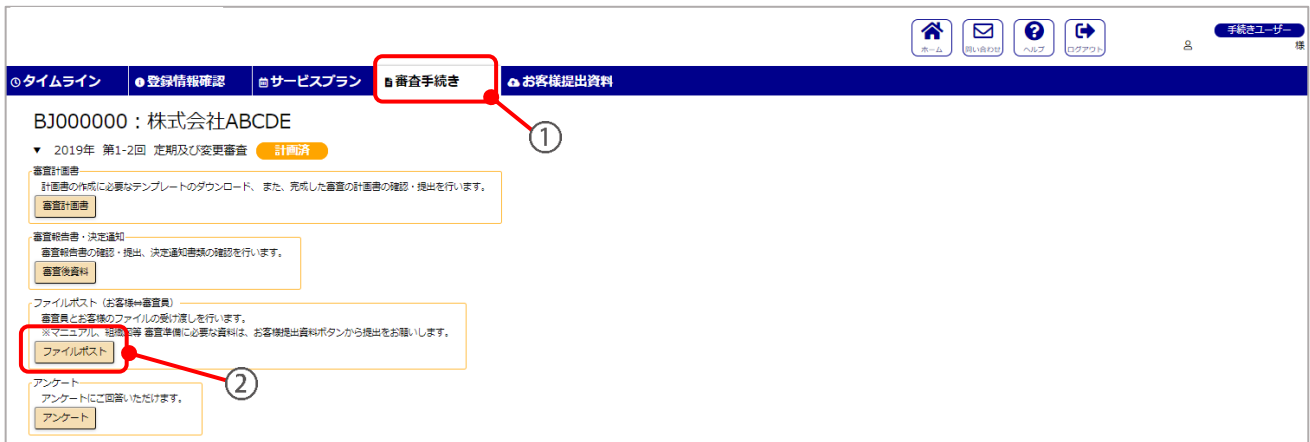 ホーム
問い合わせ
ヘルプ
ログアウト
手続きユーザー
様
タイムライン
登録情報確認
サービスプラン
審査手続き
お客様提出資料
①
BJ000000：株式会社ABCDE
▼ 2019年 第1-2回 定期及び変更審査 計画済
審査計画書
計画書の作成に必要なテンプレートのダウンロード、また、完成した審査の計画書の確認・提出を行います。
審査計画書
審査報告書・決定通知
審査報告書の確認・提出、決定通知書類の確認を行います。
審査後資料
ファイルポスト（お客様⇔審査員）
審査員とお客様のファイルの受け渡しを行います。
※マニュアル、組織図等 審査準備に必要な資料は、お客様提出資料ボタンから提出をお願いします。
ファイルポスト
②
アンケート
アンケートにご回答いただけます。
アンケート